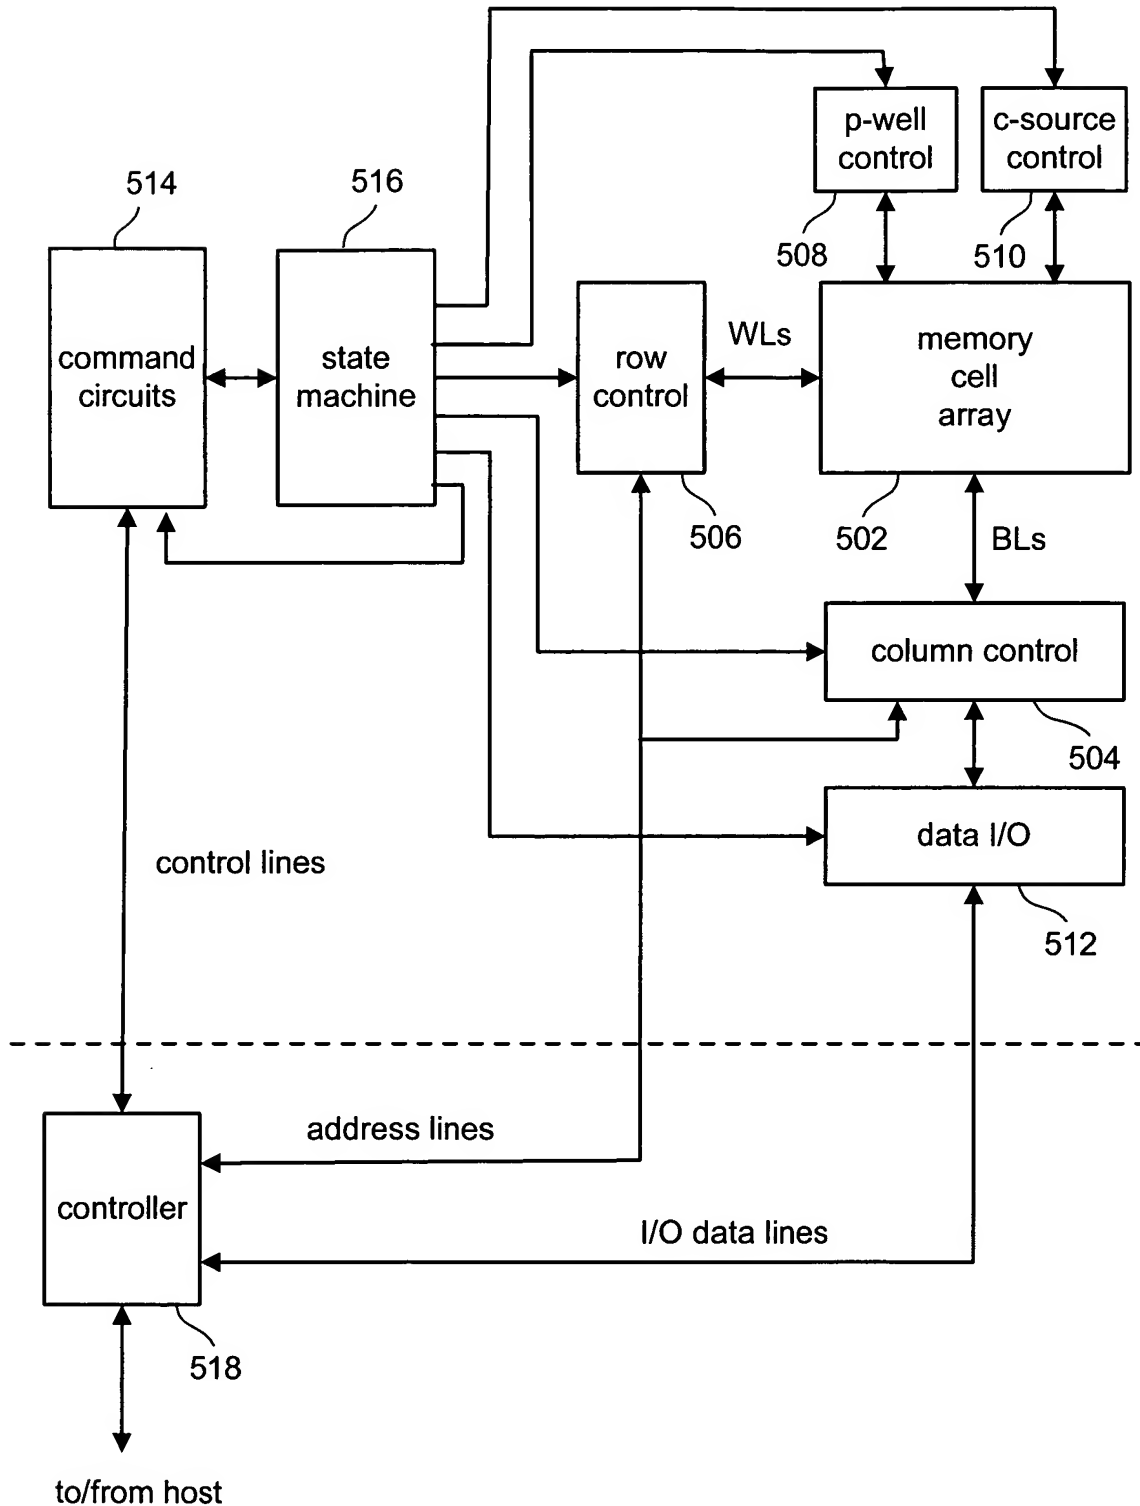 p-well
control
c-source
control
514
516
508
510
command
circuits
state
machine
row
control
WLs
memory
cell
array
506
502
BLs
column control
504
data I/O
control lines
512
address lines
controller
I/O data lines
518
to/from host